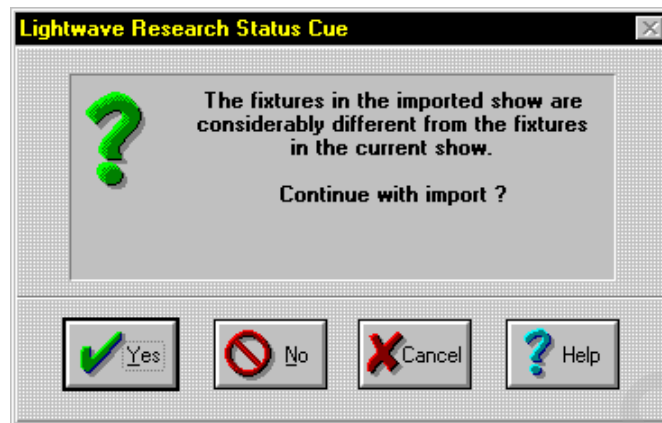 Lightwave Research Status Cue
The fixtures in the imported show are
considerably different from the fixtures
in the current show.
Continue with import ?
Yes
No
Cancel
Help